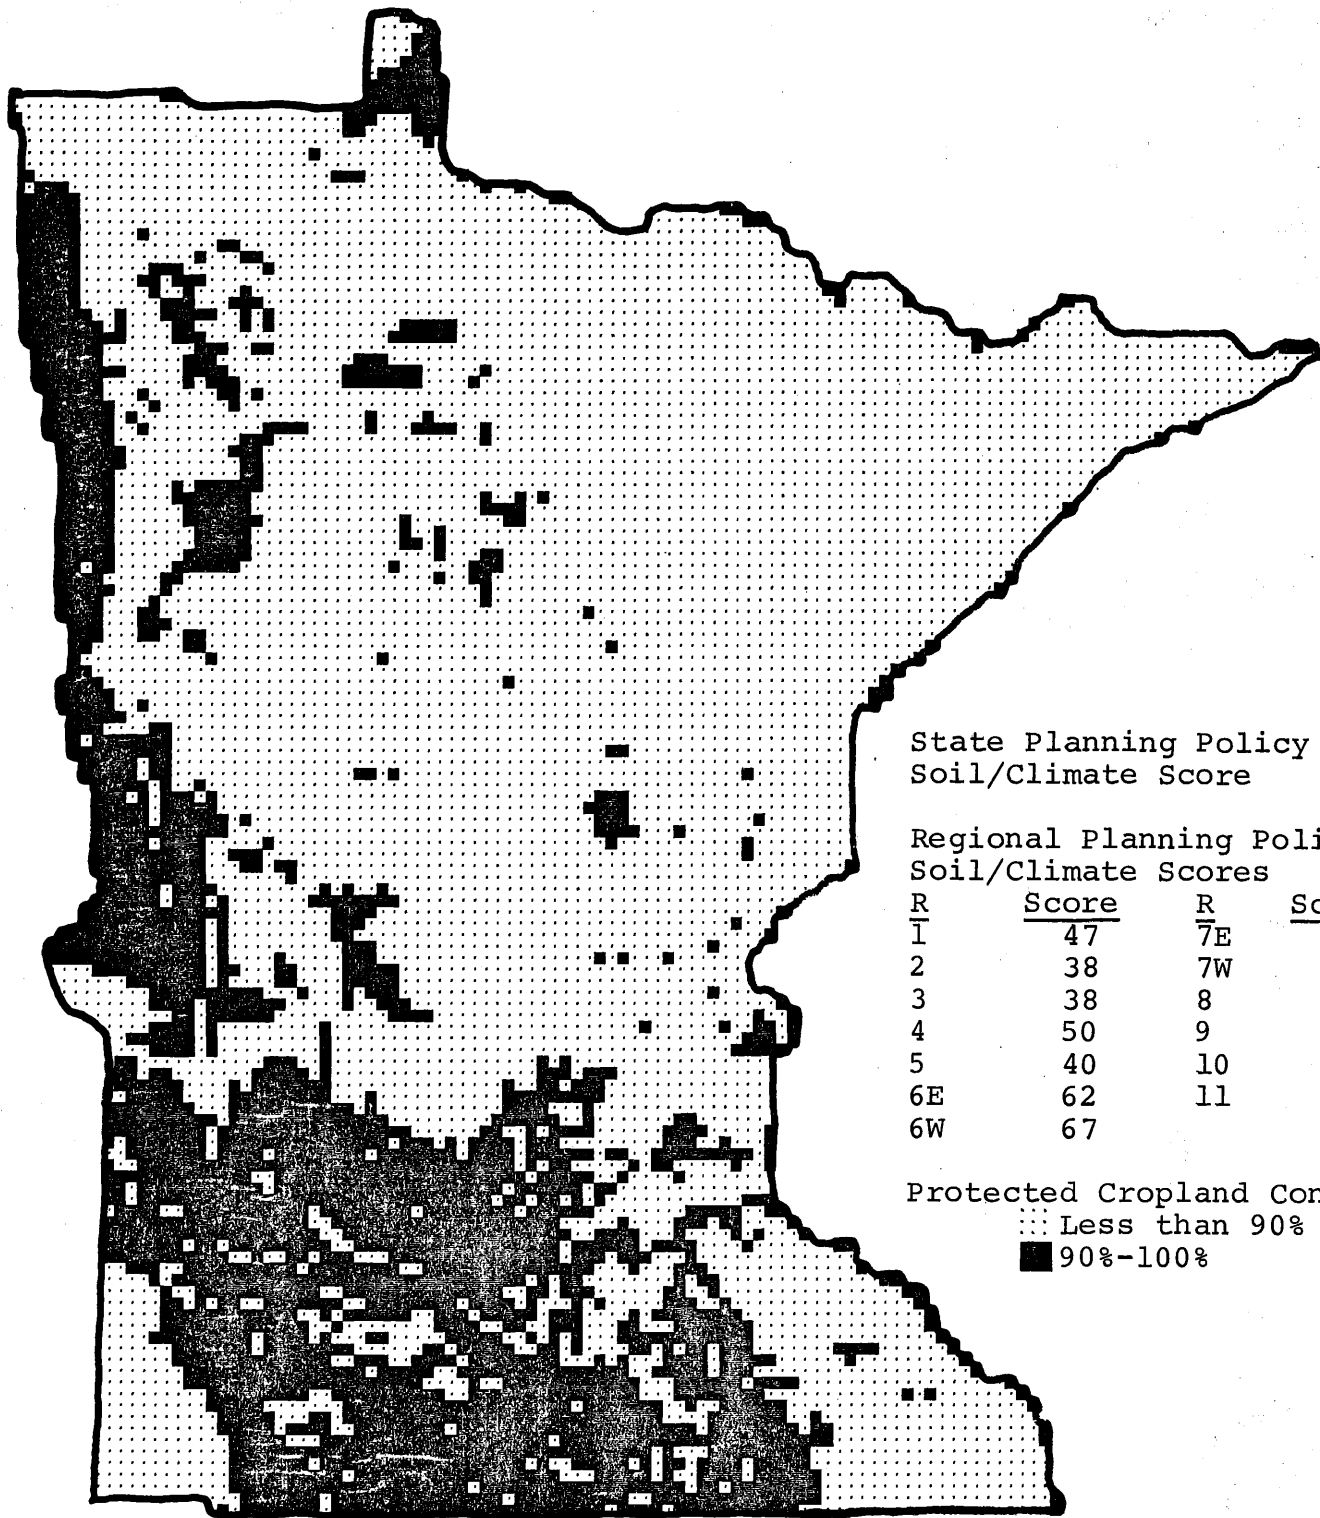 State Planning Policy
Soil/Climate Score
Regional Planning Poli
Soil/Climate Scores
R Score R Sc
1 47 7E
2 38 7W
3 38 8
4 50 9
5 40 10
6E 62 11
6W 67
Protected Cropland Con
Less than 90%
90%-100%